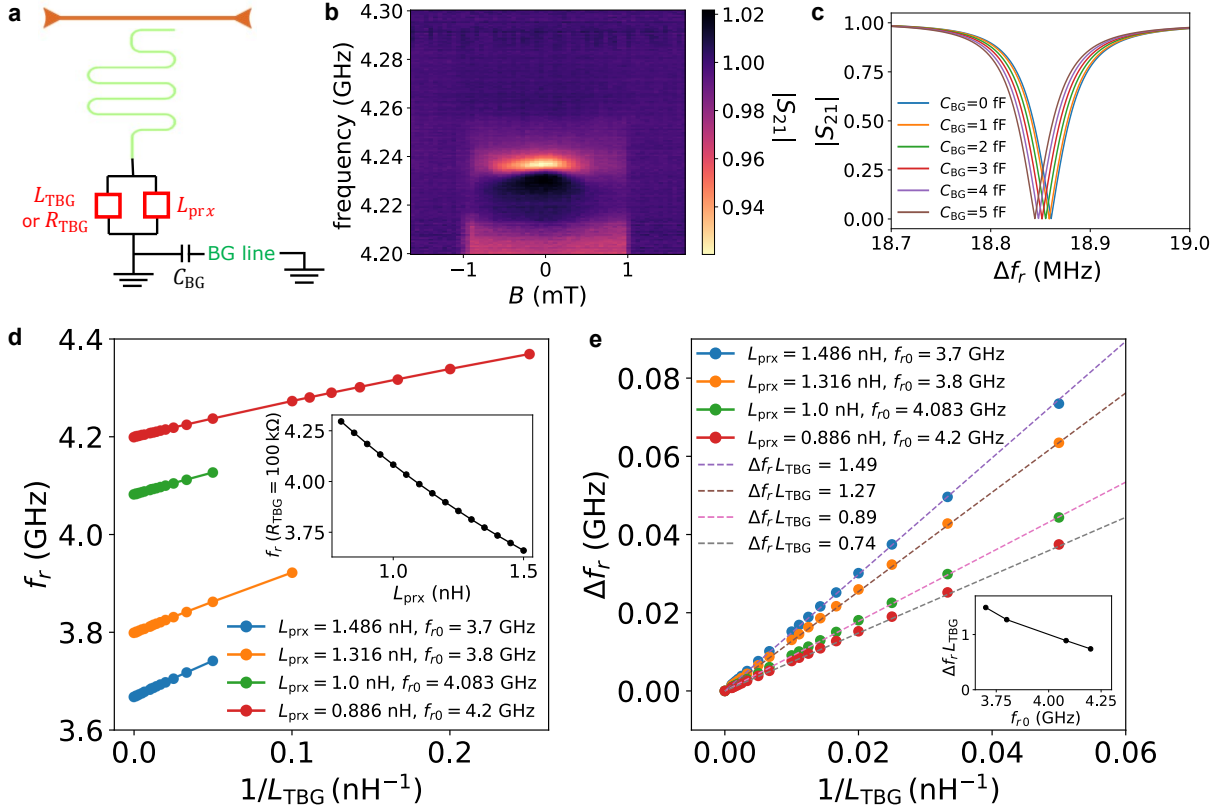 a
L_TBG
or R_TBG
L_prx
C_BG
BG line
b
frequency (GHz)
4.30
4.28
4.26
4.24
4.22
4.20
−1
0
1
B (mT)
1.02
1.00
0.98
0.96
0.94
|S₂₁|
c
|S₂₁|
1.00
0.75
0.50
0.25
0.00
C_BG=0 fF
C_BG=1 fF
C_BG=2 fF
C_BG=3 fF
C_BG=4 fF
C_BG=5 fF
18.7
18.8
18.9
19.0
Δf_r (MHz)
d
f_r (GHz)
4.4
4.2
4.0
3.8
3.6
f_r (R_TBG = 100 kΩ)
4.25
4.00
3.75
1.0
1.5
L_prx (nH)
L_prx = 1.486 nH, f_r0 = 3.7 GHz
L_prx = 1.316 nH, f_r0 = 3.8 GHz
L_prx = 1.0 nH, f_r0 = 4.083 GHz
L_prx = 0.886 nH, f_r0 = 4.2 GHz
0.0
0.1
0.2
1/L_TBG (nH⁻¹)
e
Δf_r (GHz)
0.08
0.06
0.04
0.02
0.00
L_prx = 1.486 nH, f_r0 = 3.7 GHz
L_prx = 1.316 nH, f_r0 = 3.8 GHz
L_prx = 1.0 nH, f_r0 = 4.083 GHz
L_prx = 0.886 nH, f_r0 = 4.2 GHz
Δf_r L_TBG = 1.49
Δf_r L_TBG = 1.27
Δf_r L_TBG = 0.89
Δf_r L_TBG = 0.74
Δf_r L_TBG
1
0
3.75
4.00
4.25
f_r0 (GHz)
0.00
0.02
0.04
0.06
1/L_TBG (nH⁻¹)